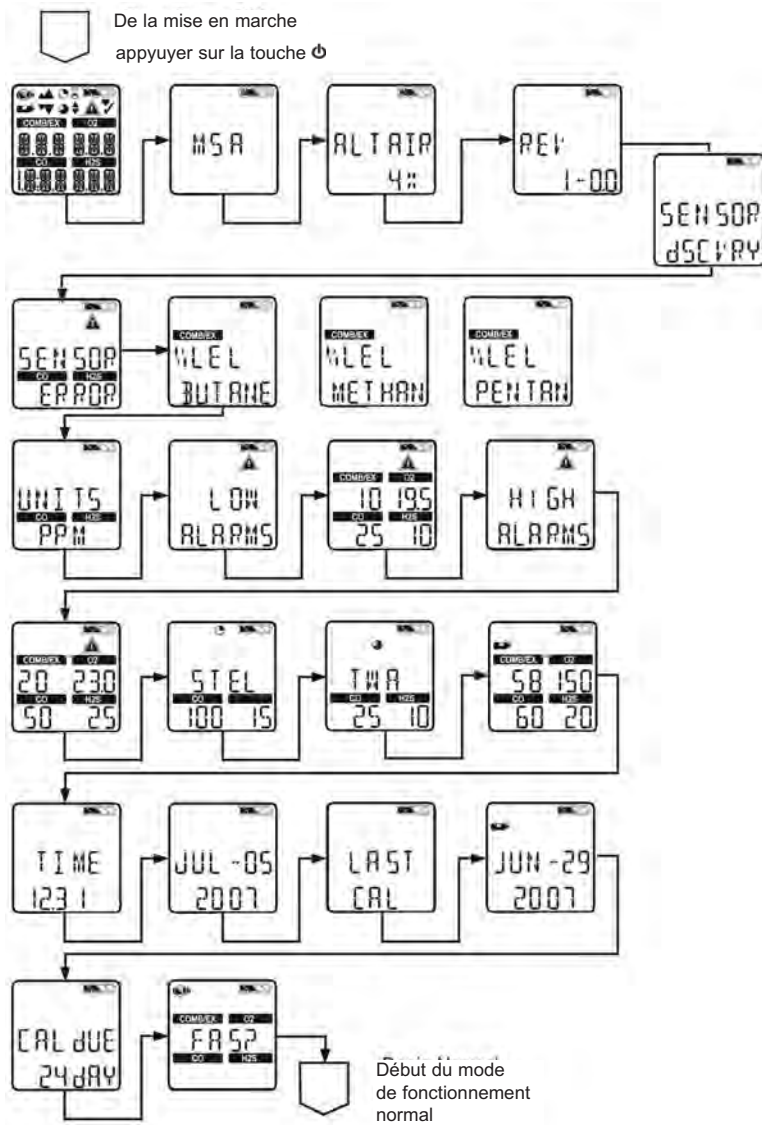 De la mise en marche
appyuyer sur la touche
COMB/EX O2
CO H2S
MSA
ALTAIR
4X
REV
1-00
SENSOR
dSCVRY
SENSOR
CO H2S
ERROR
COMB/EX
%LEL
BUTANE
COMB/EX
%LEL
METHAN
COMB/EX
%LEL
PENTAN
UNITS
CO H2S
PPM
LOW
ALARMS
COMB/EX O2
10 19.5
CO H2S
25 10
HIGH
ALARMS
COMB/EX O2
20 23.0
CO H2S
50 25
STEL
CO H2S
100 15
TWA
CO H2S
25 10
COMB/EX O2
58 15.0
CO H2S
60 20
TIME
12.31
JUL-05
2007
LAST
CAL
JUN-29
2007
CAL dUE
24dAY
COMB/EX O2
FAS?
CO H2S
Début du mode
de fonctionnement
normal